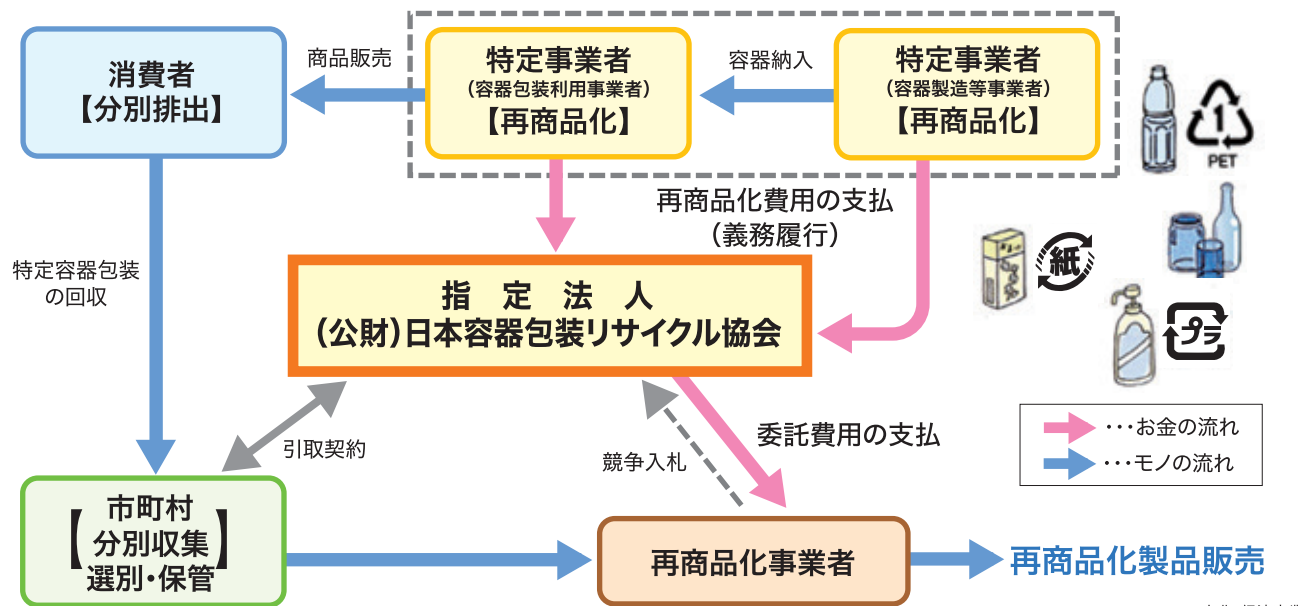 消費者
【分別排出】
商品販売
特定事業者
（容器包装利用事業者）
【再商品化】
容器納入
特定事業者
（容器製造等事業者）
【再商品化】
1
PET
再商品化費用の支払
（義務履行）
紙
プラ
特定容器包装
の回収
指　定　法　人
（公財）日本容器包装リサイクル協会
引取契約
競争入札
委託費用の支払
･･･お金の流れ
･･･モノの流れ
市町村
【分別収集】
選別・保管
再商品化事業者
再商品化製品販売